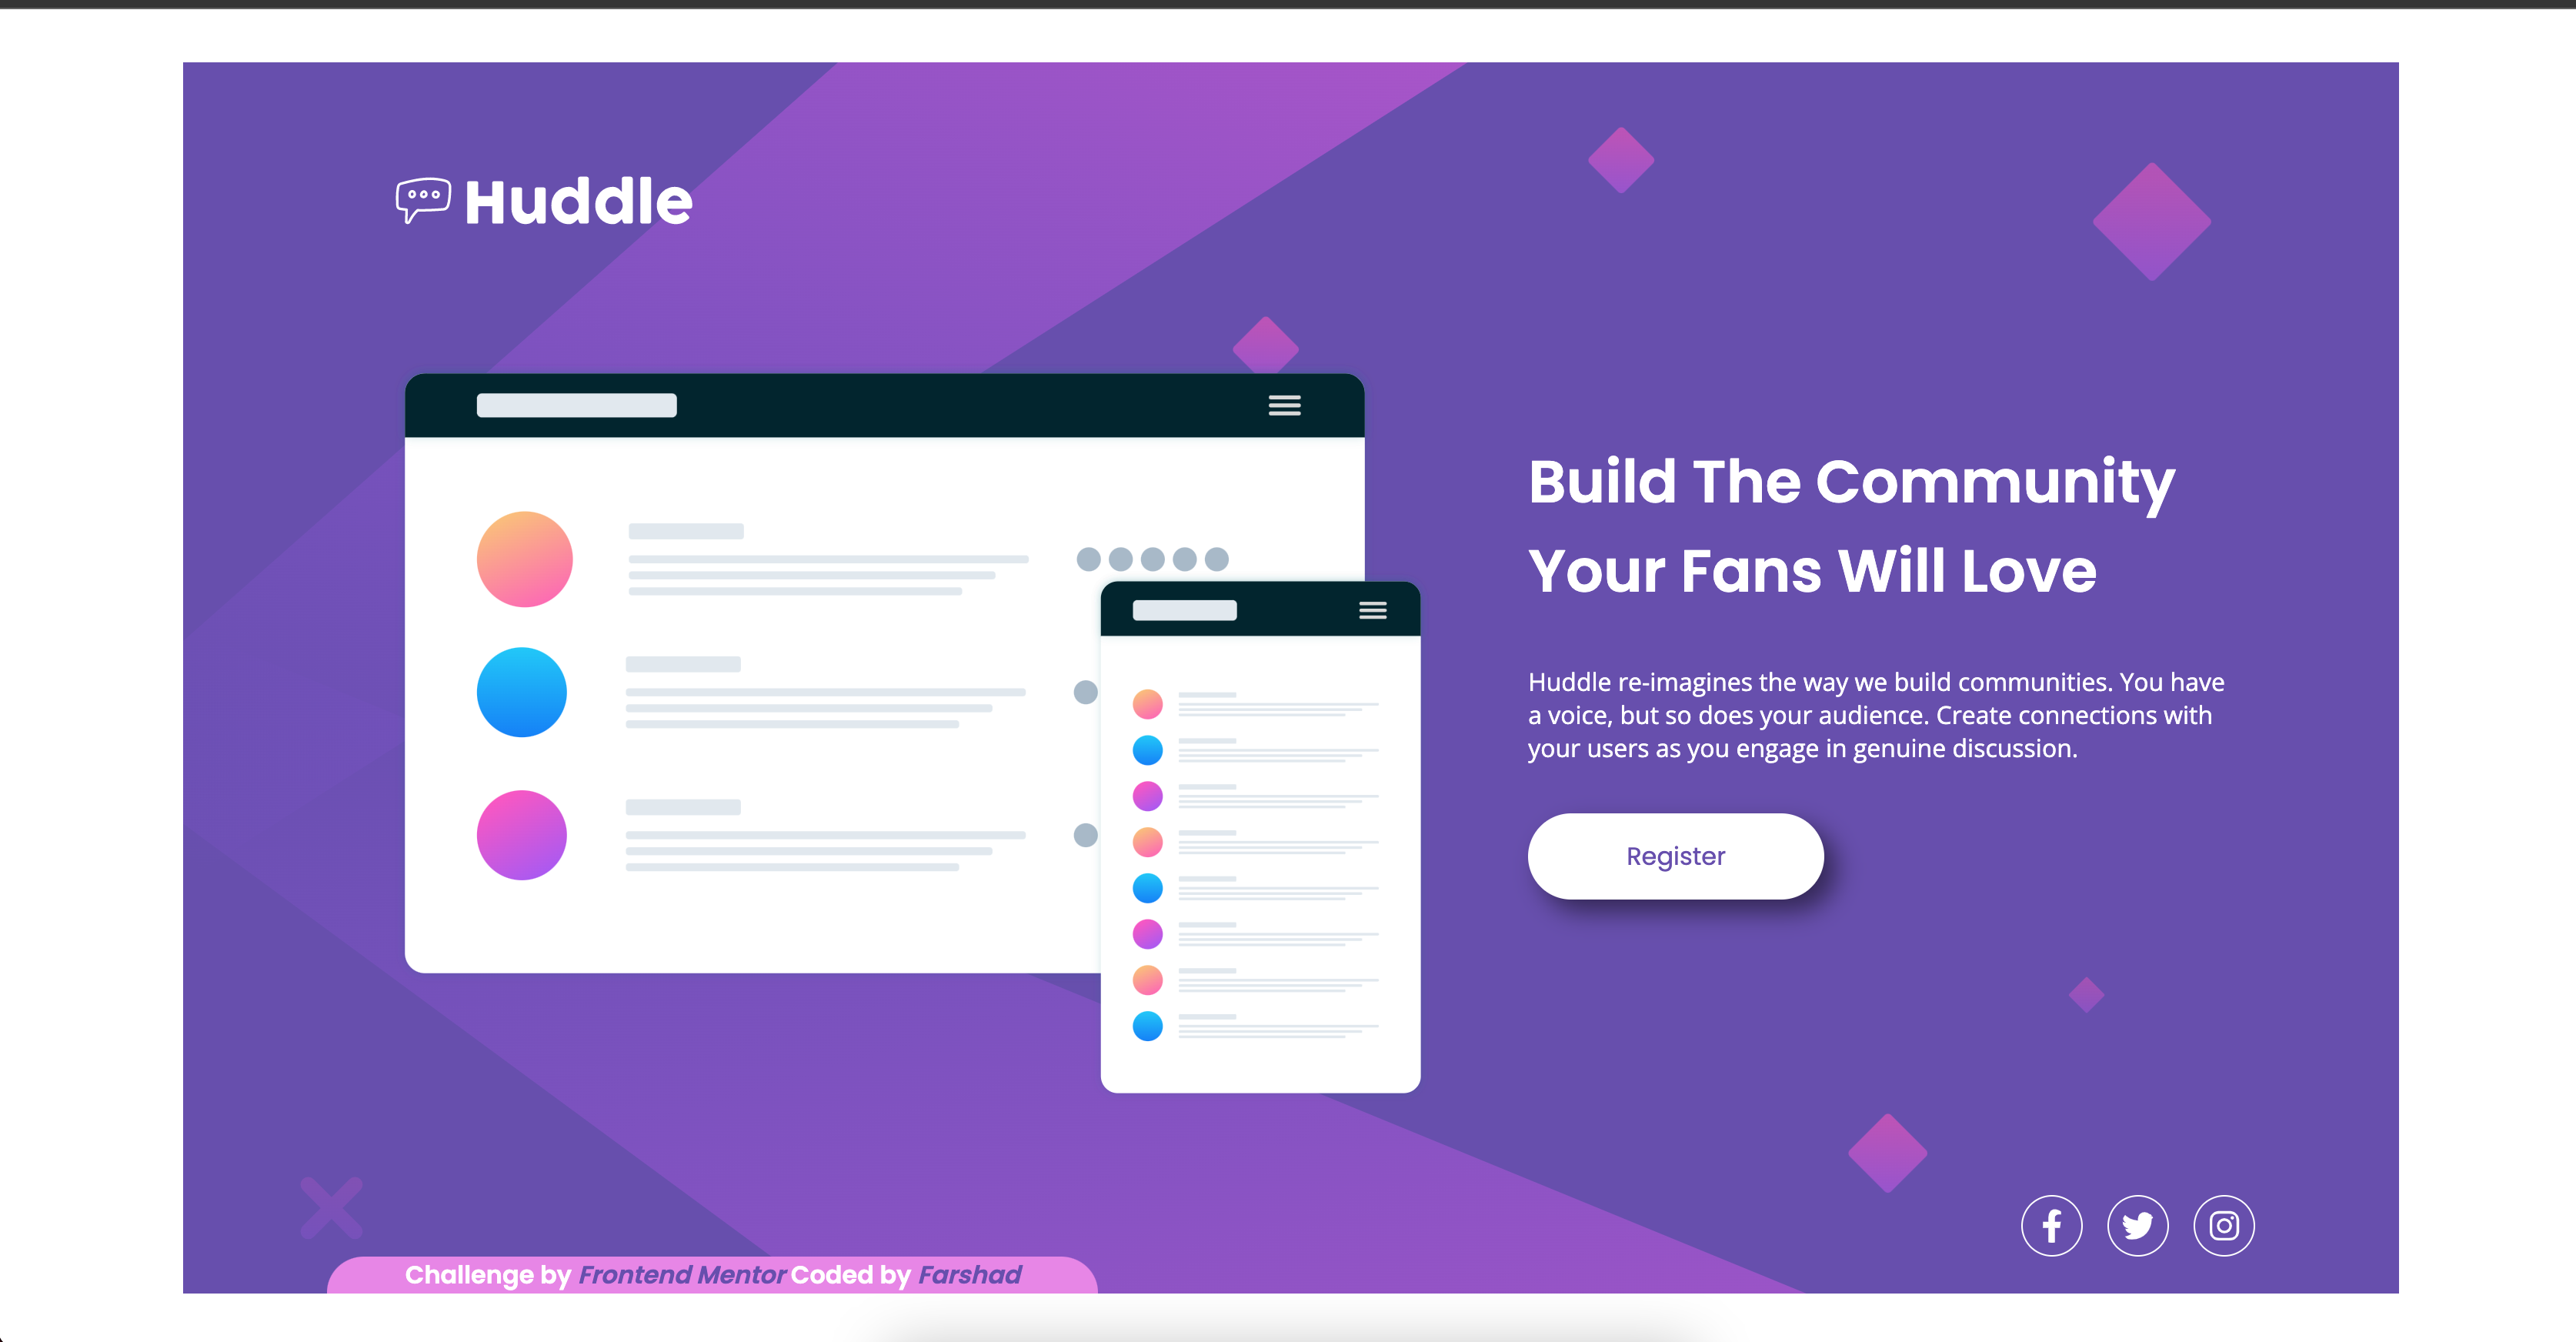 Huddle
Build The Community
Your Fans Will Love
Huddle re-imagines the way we build communities. You have
a voice, but so does your audience. Create connections with
your users as you engage in genuine discussion.
Register
Challenge by Frontend Mentor Coded by Farshad